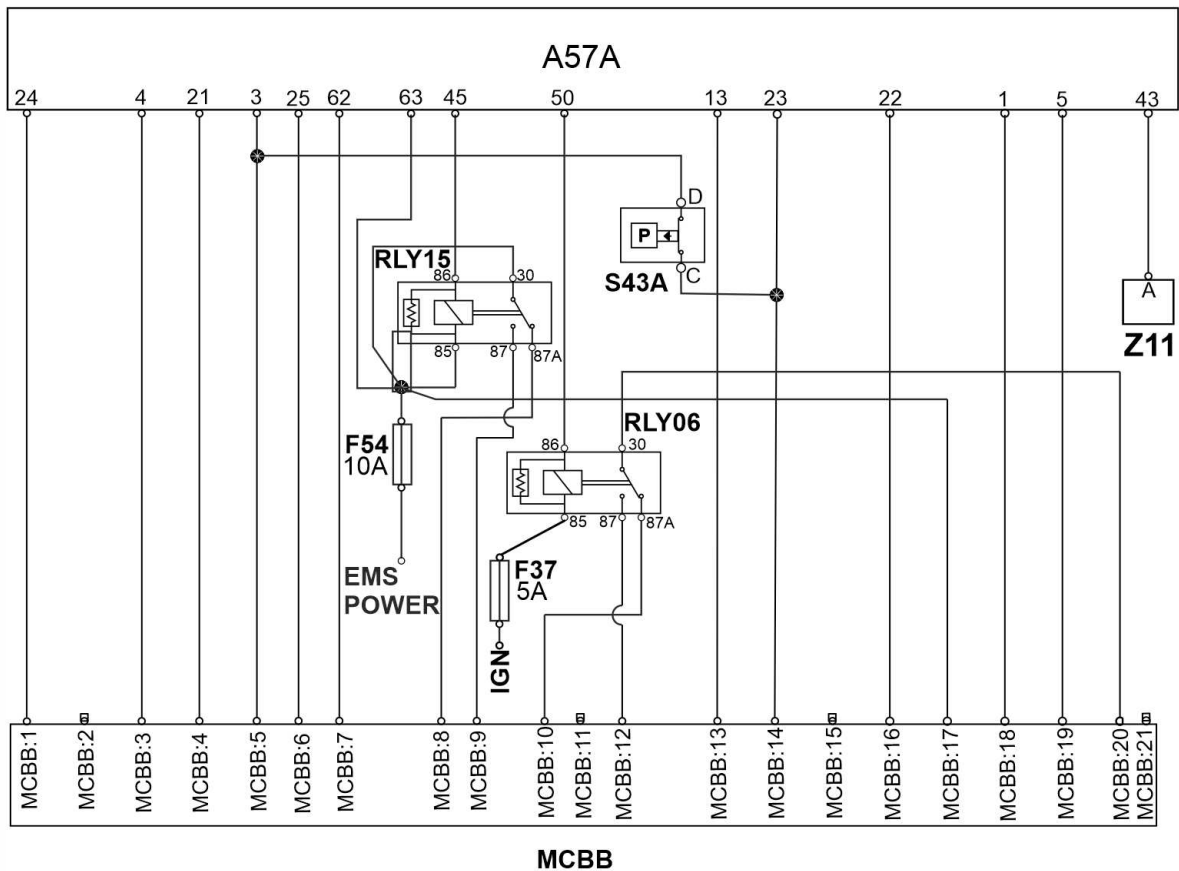 A57A
24 4 21 3 25 62 63 45 50 13 23 22 1 5 43
D
P
C
S43A
A
Z11
RLY15
86 30
85 87 87A
RLY06
86 30
85 87 87A
F54
10A
EMS
POWER
F37
5A
IGN
MCBB:1
MCBB:2
MCBB:3
MCBB:4
MCBB:5
MCBB:6
MCBB:7
MCBB:8
MCBB:9
MCBB:10
MCBB:11
MCBB:12
MCBB:13
MCBB:14
MCBB:15
MCBB:16
MCBB:17
MCBB:18
MCBB:19
MCBB:20
MCBB:21
MCBB